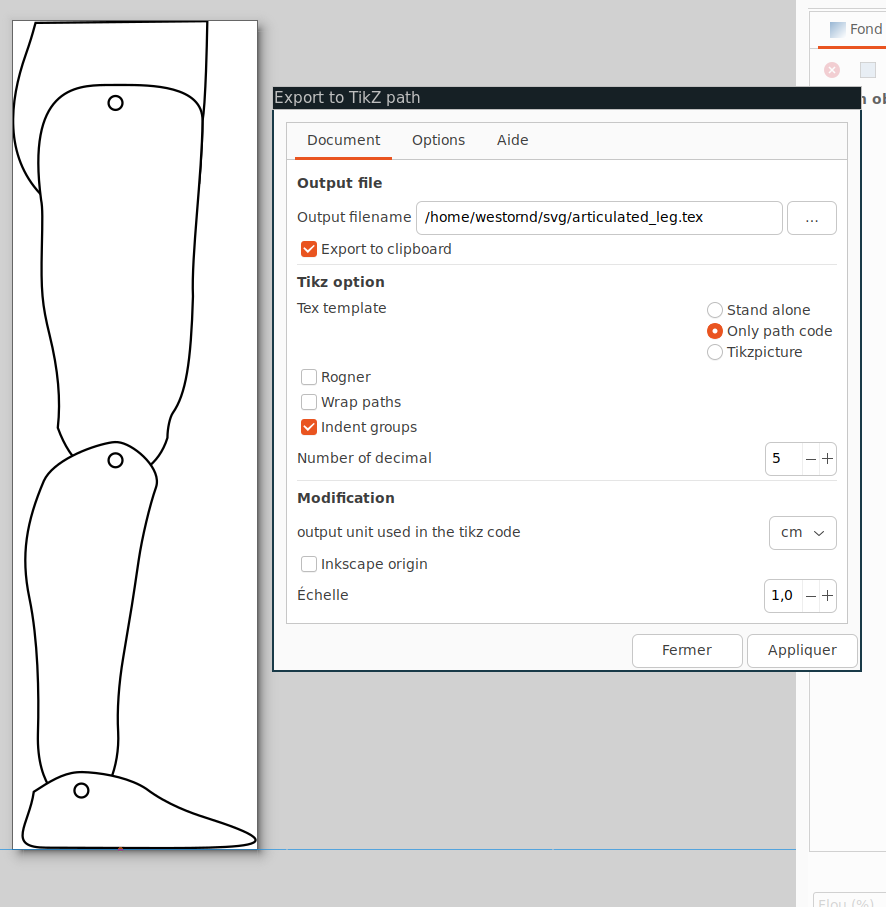 Fond
Export to TikZ path
Document Options Aide
Output file
Output filename /home/westornd/svg/articulated_leg.tex ...
Export to clipboard
Tikz option
Tex template
Stand alone
Only path code
Tikzpicture
Rogner
Wrap paths
Indent groups
Number of decimal 5
Modification
output unit used in the tikz code cm
Inkscape origin
Échelle 1,0
Fermer Appliquer
Flou (%)